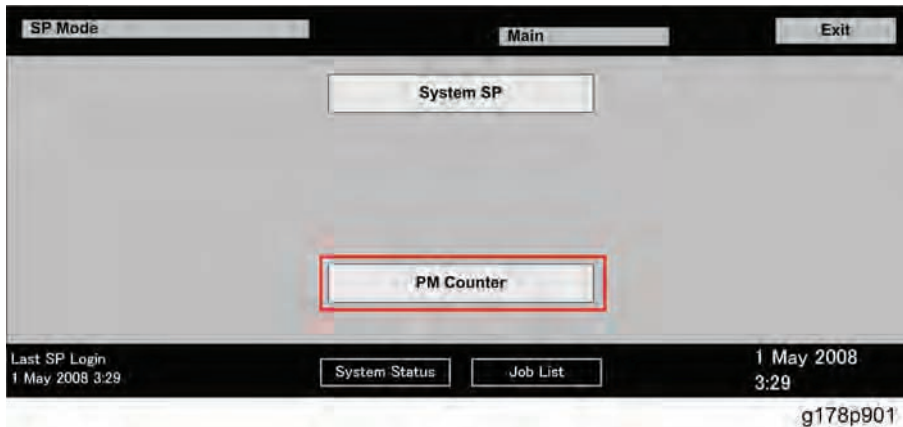 SP Mode
Main
Exit
System SP
PM Counter
Last SP Login
1 May 2008 3:29
System Status
Job List
1 May 2008
3:29
g178p901